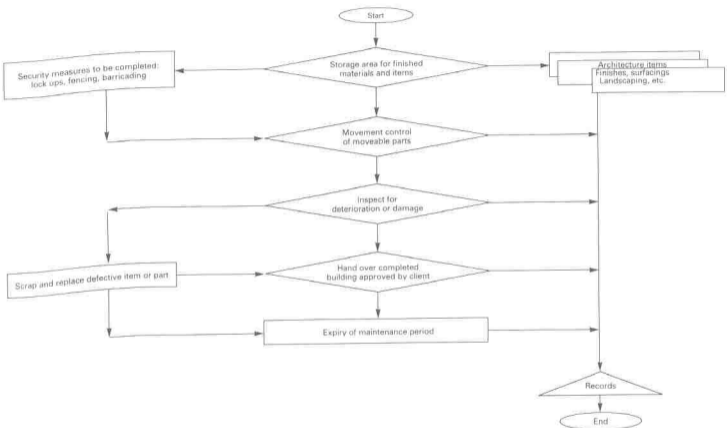 Start
Security measures to be completed:
lock ups, fencing, barricading
Storage area for finished
materials and items
Architecture items
Finishes, surfacings
Landscaping, etc.
Movement control
of moveable parts
Inspect for
deterioration or damage
Scrap and replace defective item or part
Hand over completed
building approved by client
Expiry of maintenance period
Records
End